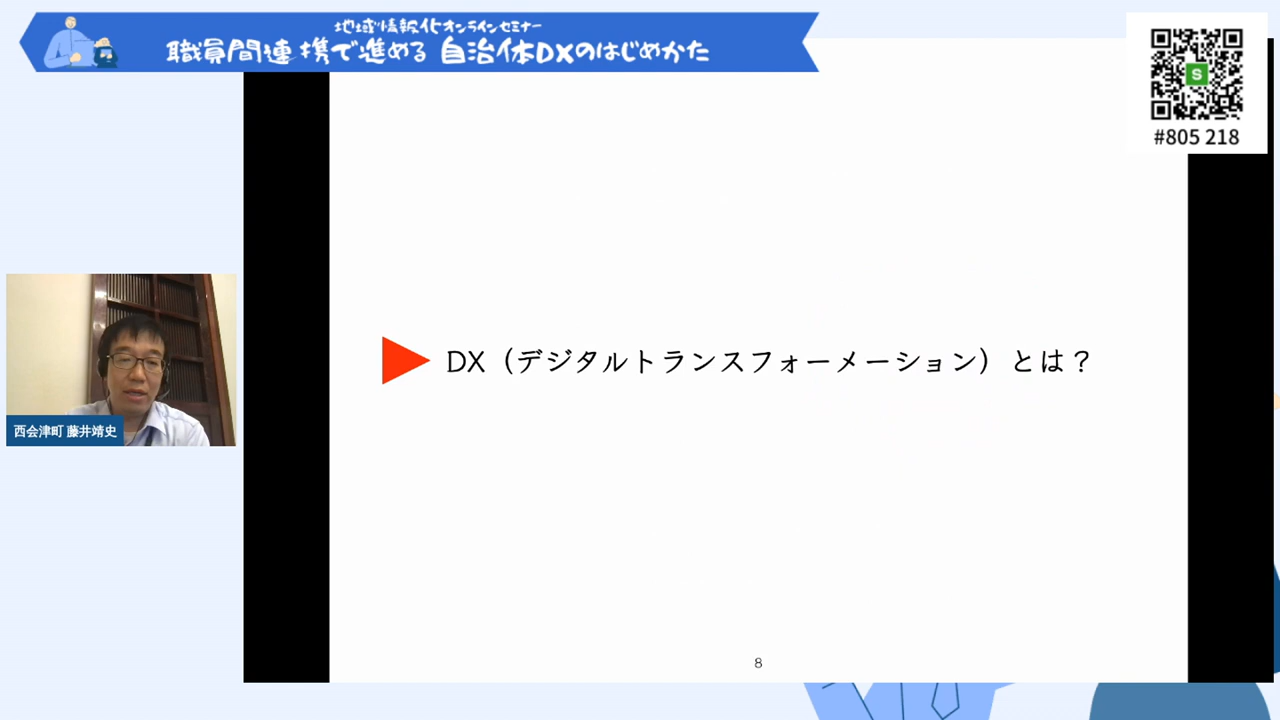 地域情報化オンラインセミナー
職員間連携で進める 自治体DXのはじめかた
S
#805 218
DX（デジタルトランスフォーメーション）とは？
西会津町 藤井靖史
8